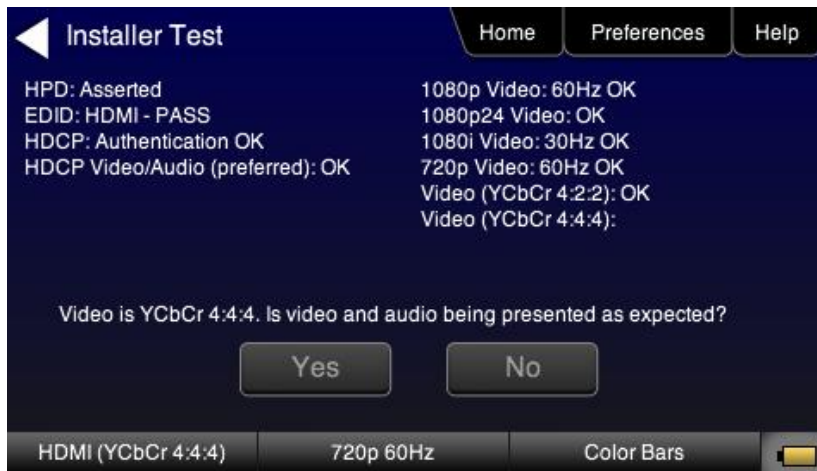 Installer Test
Home
Preferences
Help
HPD: Asserted
EDID: HDMI - PASS
HDCP: Authentication OK
HDCP Video/Audio (preferred): OK
1080p Video: 60Hz OK
1080p24 Video: OK
1080i Video: 30Hz OK
720p Video: 60Hz OK
Video (YCbCr 4:2:2): OK
Video (YCbCr 4:4:4):
Video is YCbCr 4:4:4. Is video and audio being presented as expected?
Yes
No
HDMI (YCbCr 4:4:4)
720p 60Hz
Color Bars